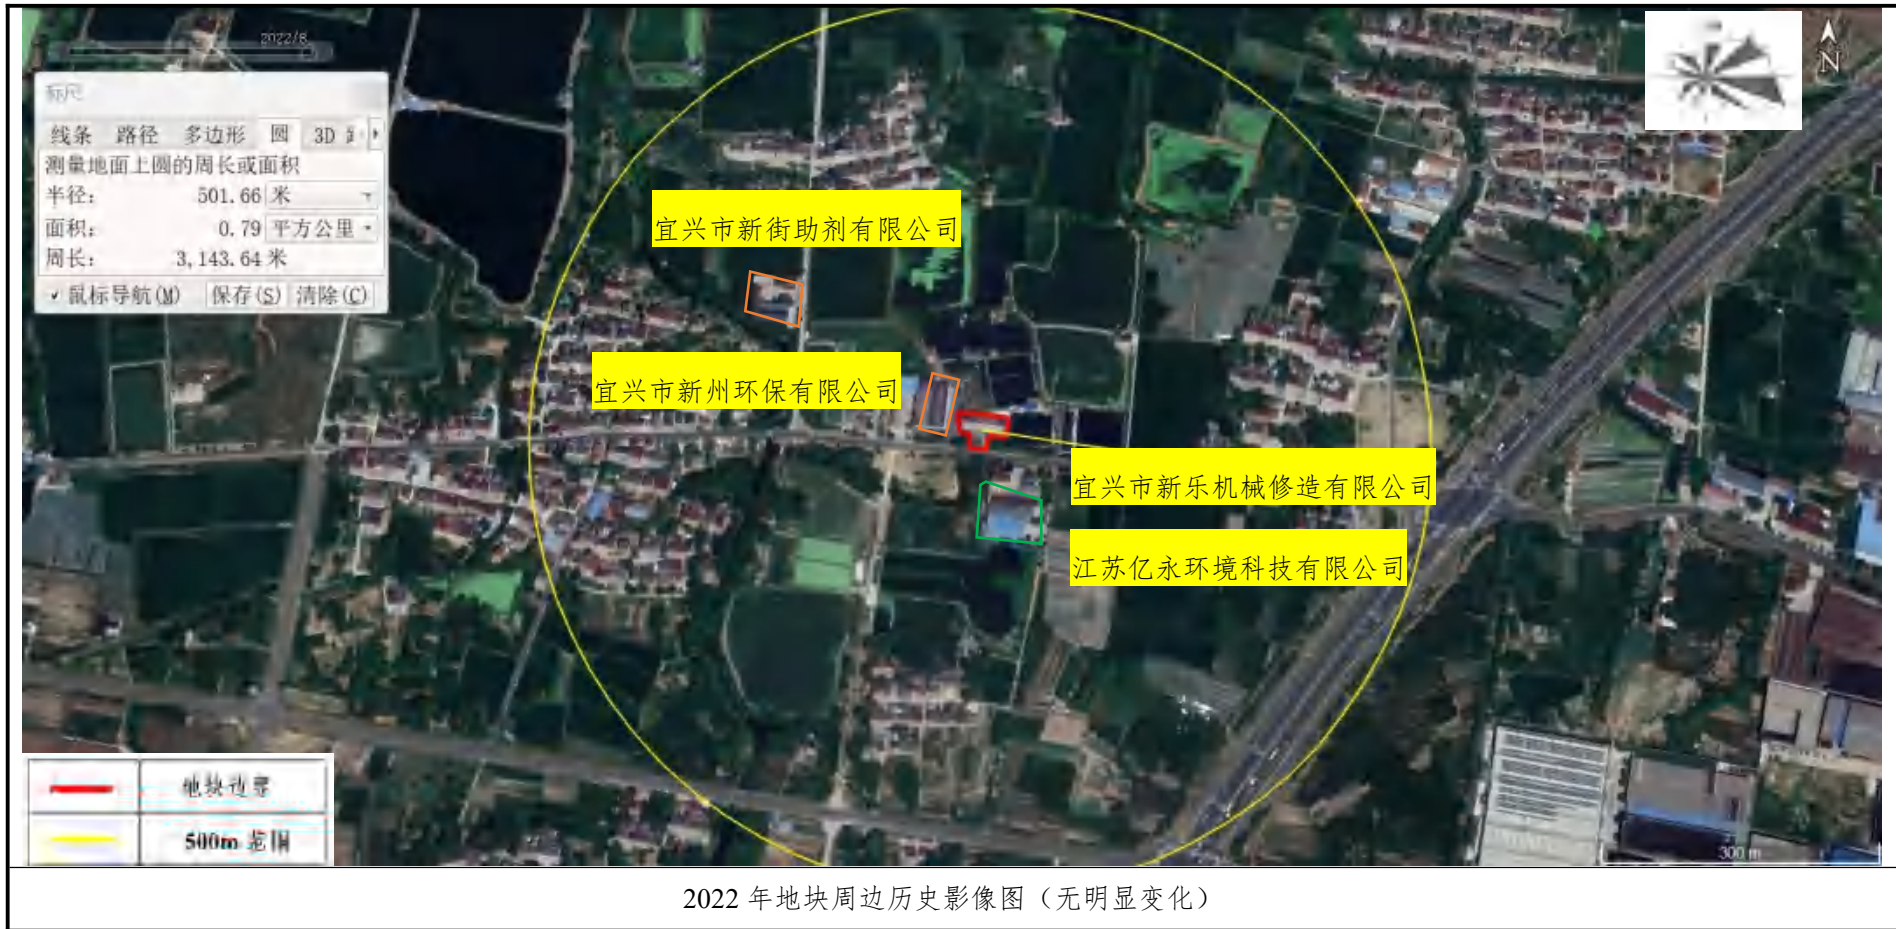 2022/8
N
标尺
线条 路径 多边形 圆 3D
测量地面上圆的周长或面积
半径: 501.66 米
面积: 0.79 平方公里
周长: 3,143.64 米
鼠标导航(M) 保存(S) 清除(C)
宜兴市新街助剂有限公司
宜兴市新州环保有限公司
宜兴市新乐机械修造有限公司
江苏亿永环境科技有限公司
地块边界
500m 范围
300 m
2022 年地块周边历史影像图（无明显变化）